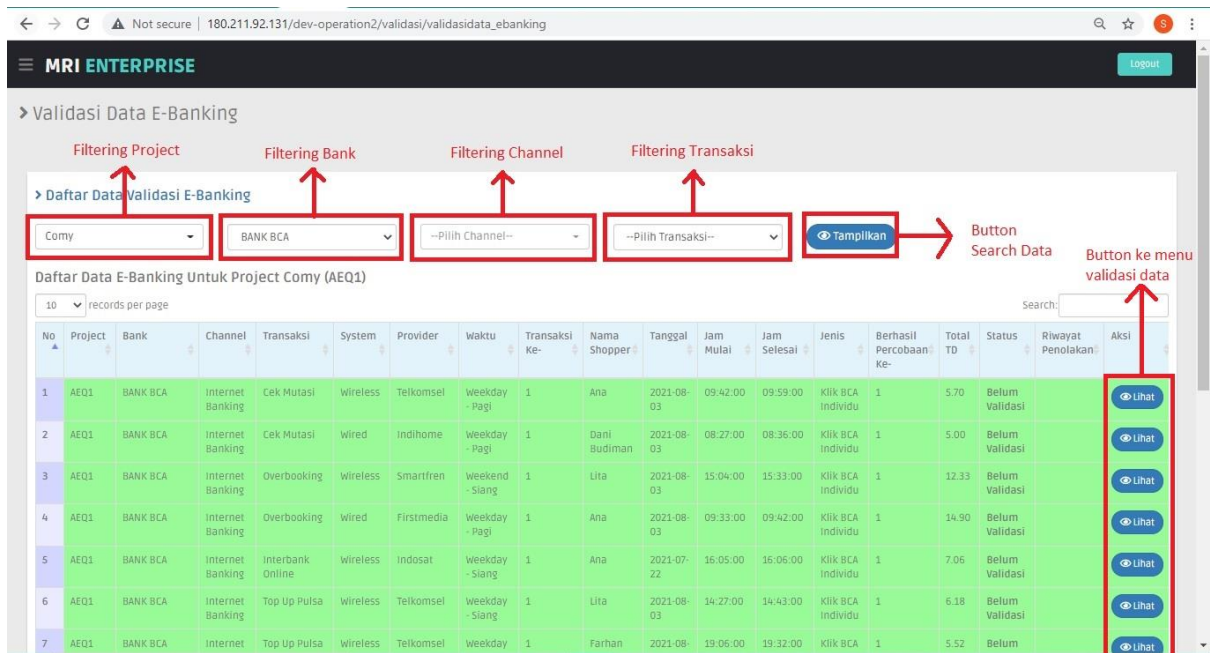 Not secure | 180.211.92.131/dev-operation2/validasi/validasidata_ebanking
S
MRI ENTERPRISE
Logout
Validasi Data E-Banking
Filtering Project
Filtering Bank
Filtering Channel
Filtering Transaksi
Daftar Data Validasi E-Banking
Comy
BANK BCA
--Pilih Channel--
--Pilih Transaksi--
Tampilkan
Button
Search Data
Button ke menu
validasi data
Daftar Data E-Banking Untuk Project Comy (AEQ1)
10 records per page
Search:
No Project Bank Channel Transaksi System Provider Waktu Transaksi Ke- Nama Shopper Tanggal Jam Mulai Jam Selesai Jenis Berhasil Percobaan Ke- Total TD Status Riwayat Penolakan Aksi
1 AEQ1 BANK BCA Internet Banking Cek Mutasi Wireless Telkomsel Weekday - Pagi 1 Ana 2021-08-03 09:42:00 09:59:00 Klik BCA Individu 1 5.70 Belum Validasi Lihat
2 AEQ1 BANK BCA Internet Banking Cek Mutasi Wired Indihome Weekday - Pagi 1 Dani Budiman 2021-08-03 08:27:00 08:36:00 Klik BCA Individu 1 5.00 Belum Validasi Lihat
3 AEQ1 BANK BCA Internet Banking Overbooking Wireless Smartfren Weekend - Siang 1 Lita 2021-08-03 15:04:00 15:33:00 Klik BCA Individu 1 12.33 Belum Validasi Lihat
4 AEQ1 BANK BCA Internet Banking Overbooking Wired Firstmedia Weekday - Pagi 1 Ana 2021-08-03 09:33:00 09:42:00 Klik BCA Individu 1 14.90 Belum Validasi Lihat
5 AEQ1 BANK BCA Internet Banking Interbank Online Wireless Indosat Weekday - Siang 1 Ana 2021-07-22 16:05:00 16:06:00 Klik BCA Individu 1 7.06 Belum Validasi Lihat
6 AEQ1 BANK BCA Internet Banking Top Up Pulsa Wireless Telkomsel Weekday - Siang 1 Lita 2021-08-03 14:27:00 14:43:00 Klik BCA Individu 1 6.18 Belum Validasi Lihat
7 AEQ1 BANK BCA Internet Top Up Pulsa Wireless Telkomsel Weekday 1 Farhan 2021-08- 19:06:00 19:32:00 Klik BCA 1 5.52 Belum Lihat